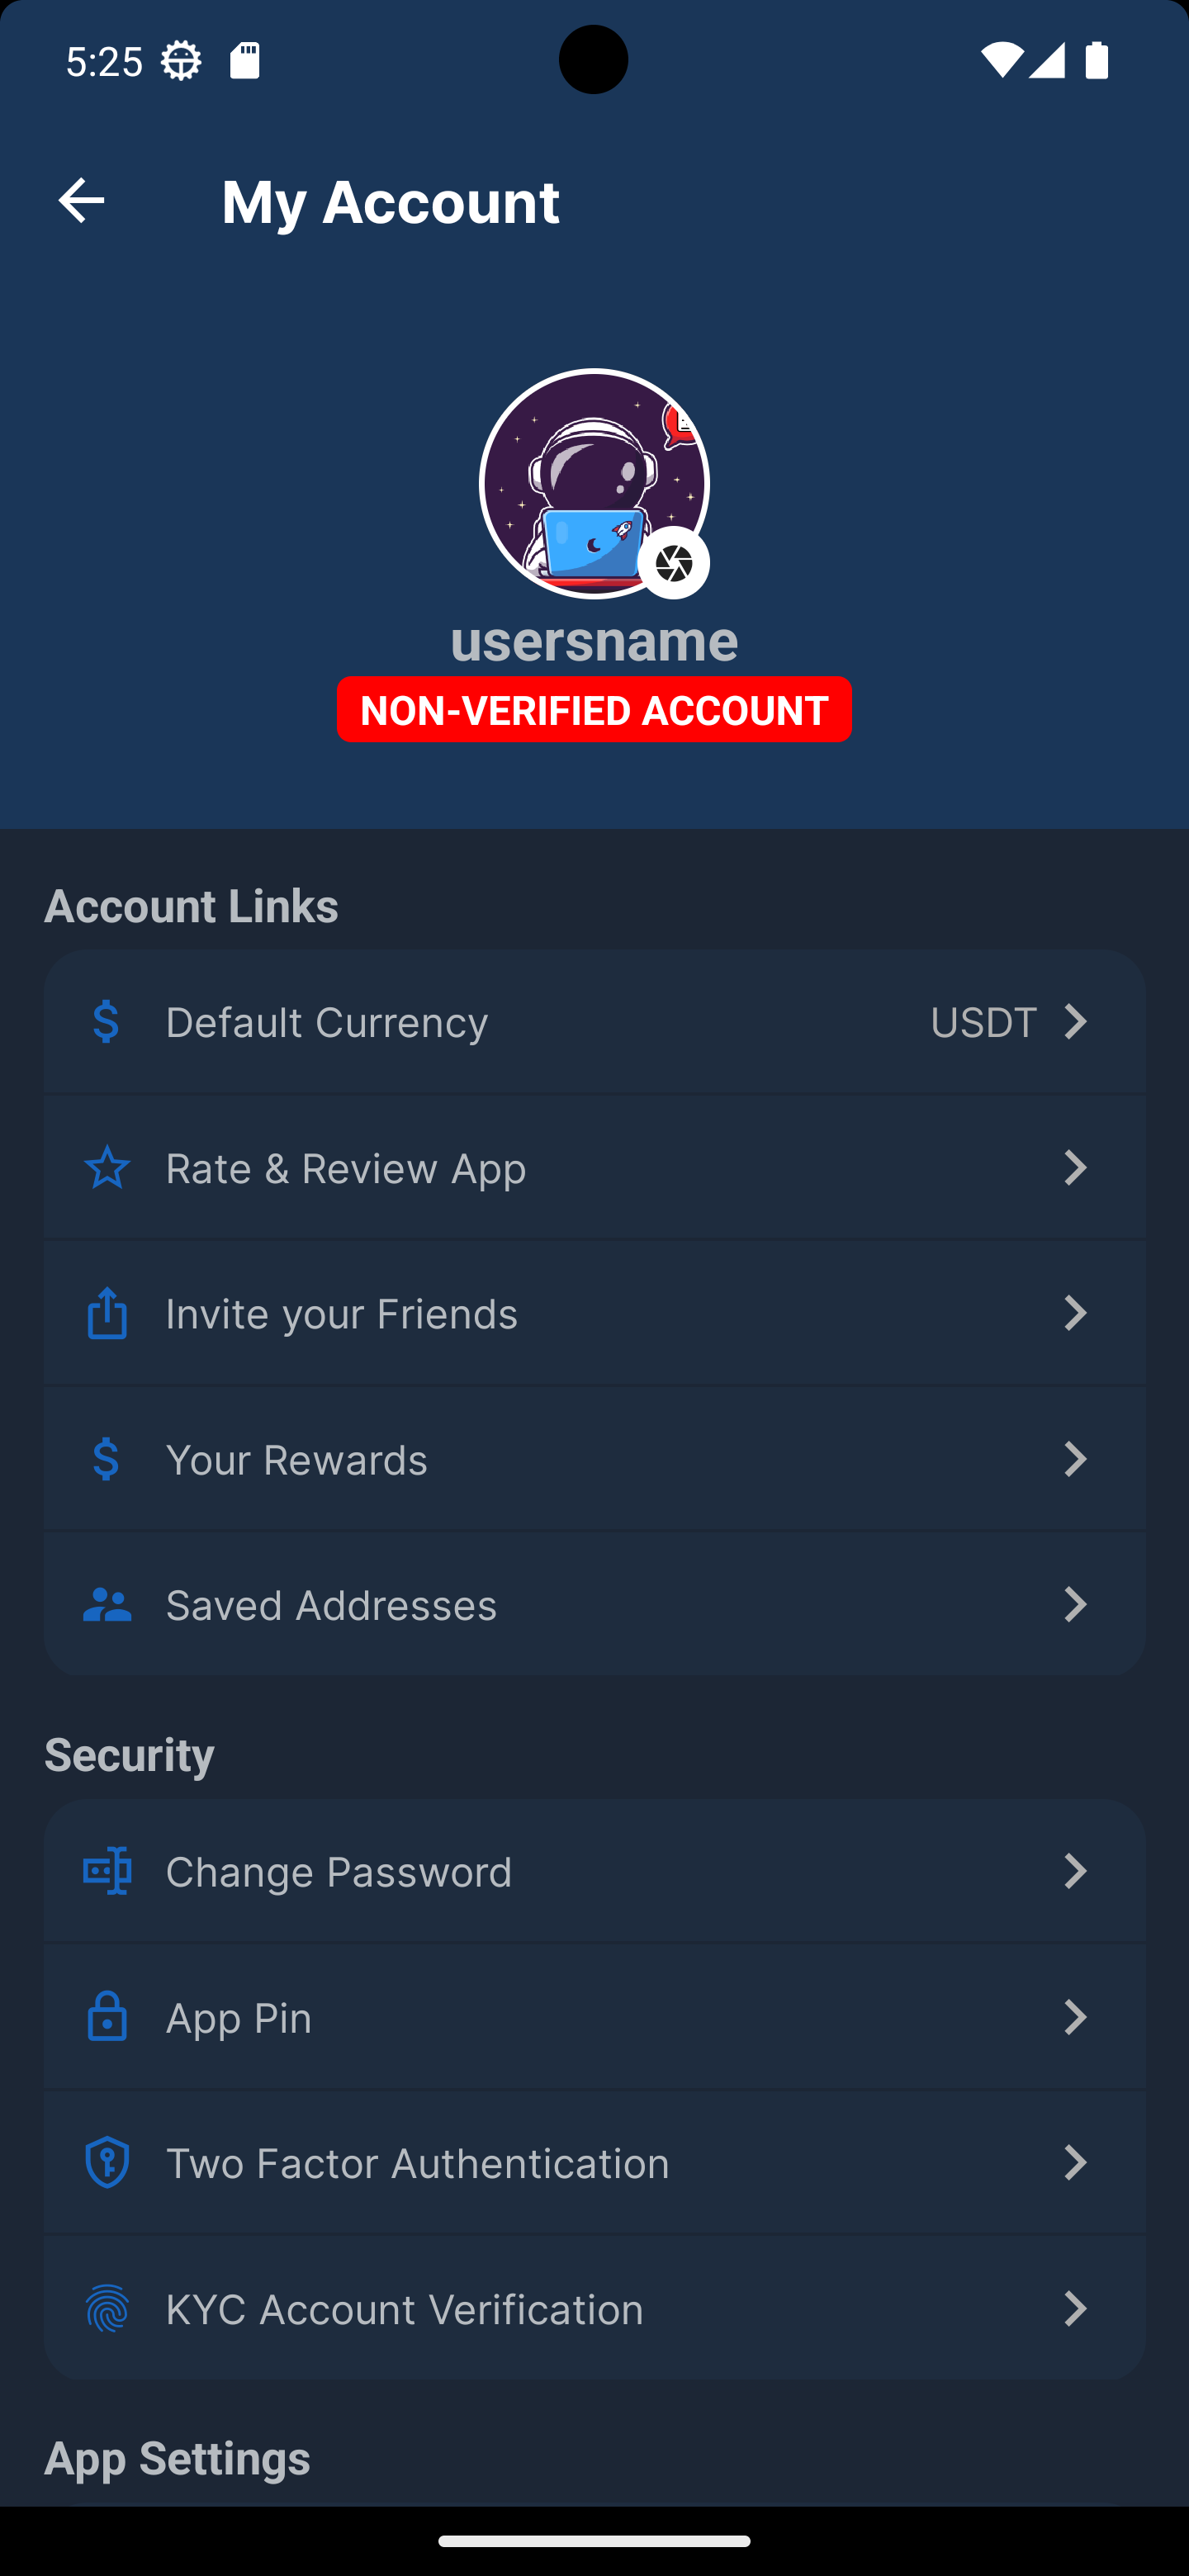 5:25
My Account
usersname
NON-VERIFIED ACCOUNT
Account Links
Default Currency USDT
Rate & Review App
Invite your Friends
Your Rewards
Saved Addresses
Security
Change Password
App Pin
Two Factor Authentication
KYC Account Verification
App Settings